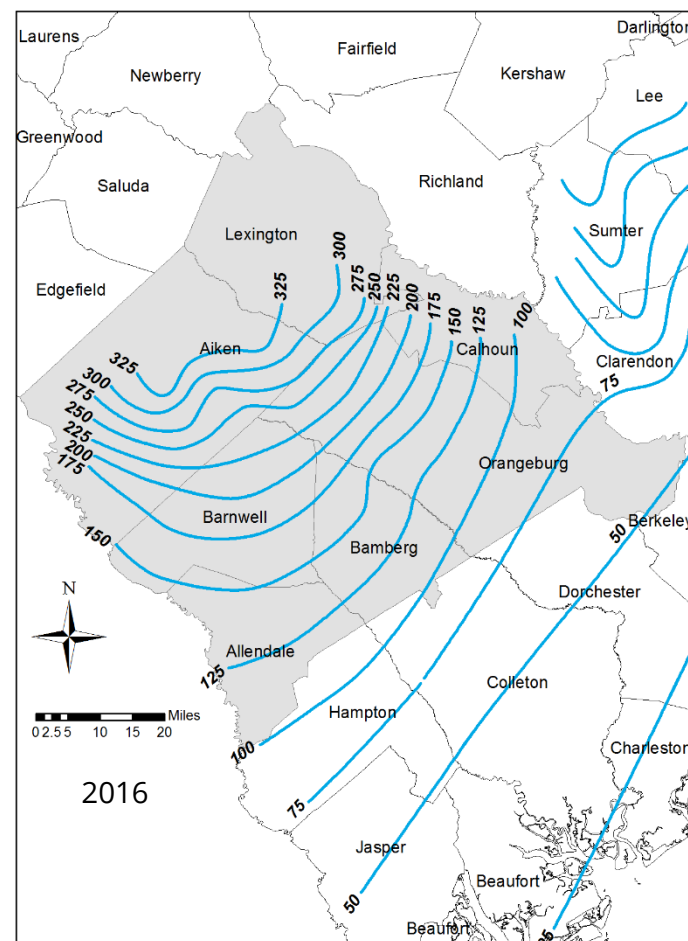 Laurens
Fairfield
Darlington
Newberry
Kershaw
Lee
Greenwood
Saluda
Richland
Lexington
Sumter
Edgefield
300
325
275
250
225
200
175
150
125
100
Aiken
Calhoun
325
300
275
250
225
200
175
Clarendon
75
Orangeburg
Barnwell
150
Bamberg
50
Berkeley
N
Dorchester
Allendale
125
Colleton
Hampton
Miles
0 2.5 5 10 15 20
100
Charleston
2016
75
Jasper
50
Beaufort
Beaufort